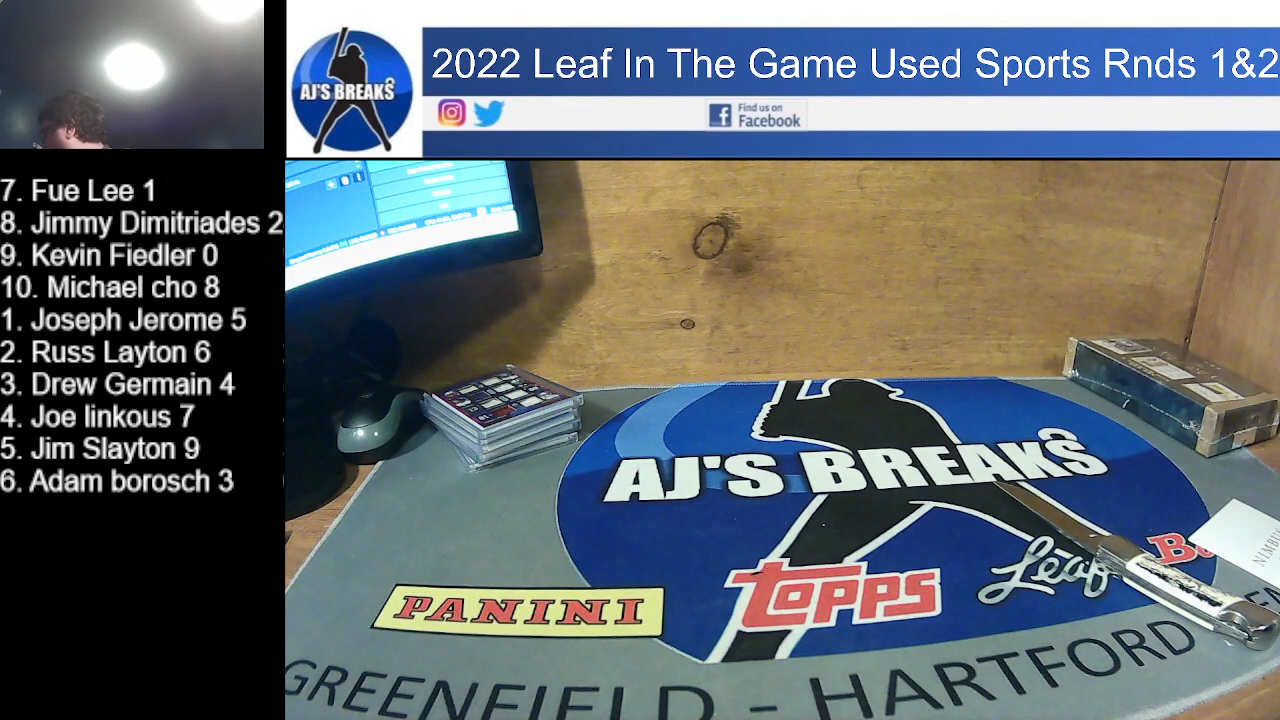 2022 Leaf In The Game Used Sports Rnds 1&2
AJ'S BREAKS
Find us on
Facebook
7. Fue Lee 1
8. Jimmy Dimitriades 2
9. Kevin Fiedler 0
10. Michael cho 8
1. Joseph Jerome 5
2. Russ Layton 6
3. Drew Germain 4
4. Joe linkous 7
5. Jim Slayton 9
6. Adam borosch 3
AJ'S BREAKS
PANINI
TOPPS
Leaf
GREENFIELD - HARTFORD